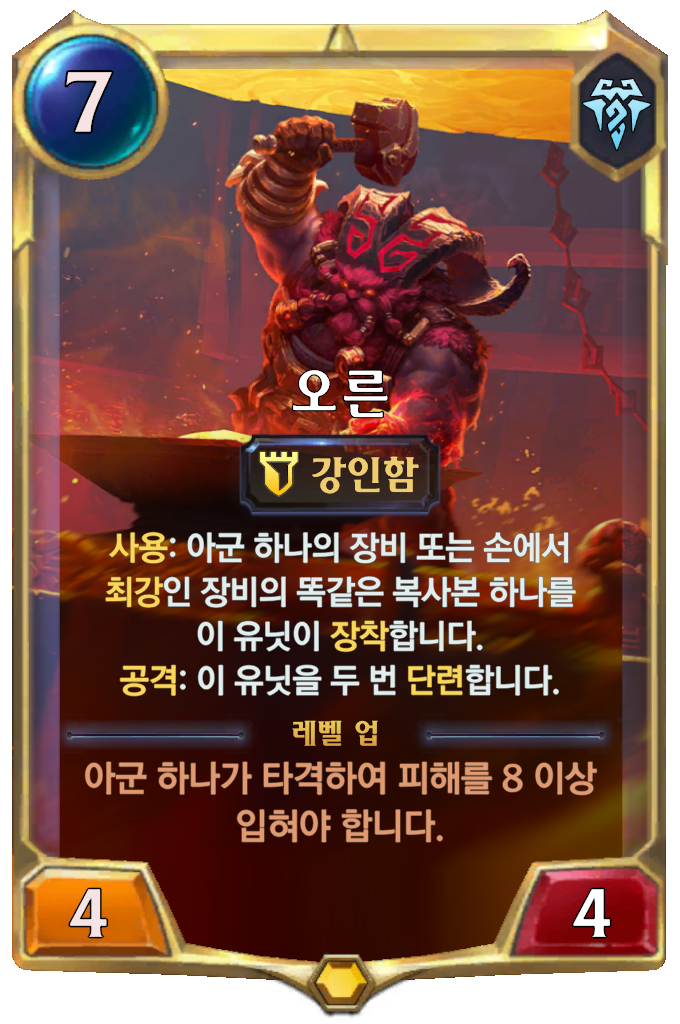 7
오른
강인함
사용: 아군 하나의 장비 또는 손에서
최강인 장비의 똑같은 복사본 하나를
이 유닛이 장착합니다.
공격: 이 유닛을 두 번 단련합니다.
레벨 업
아군 하나가 타격하여 피해를 8 이상
입혀야 합니다.
4
4